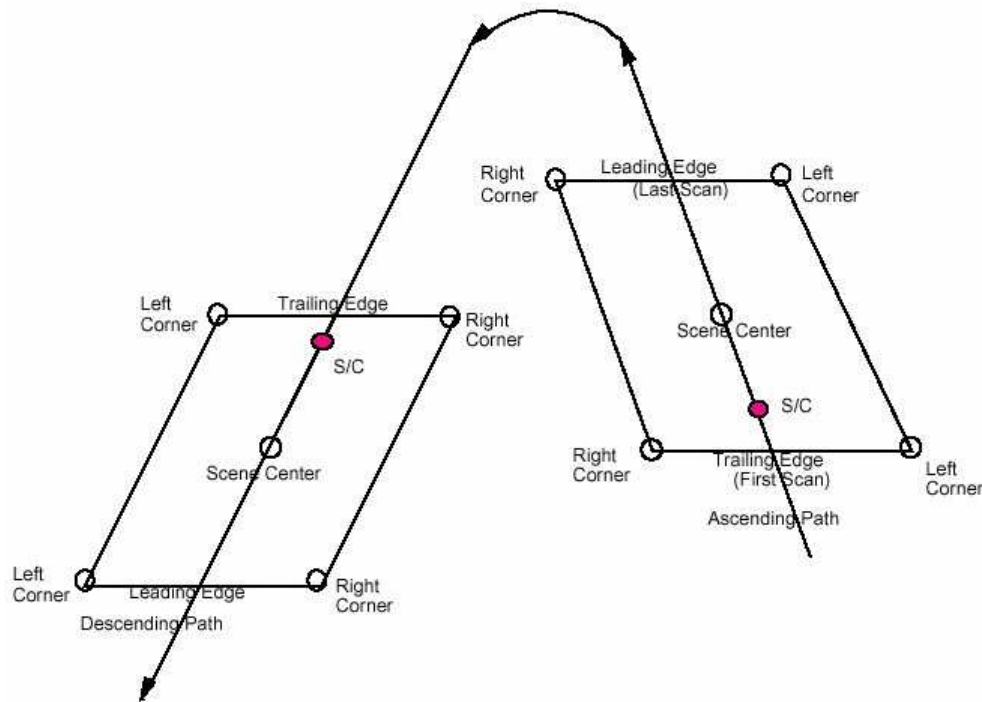 Right
Corner
Leading Edge
(Last Scan)
Left
Corner
Left
Corner
Trailing Edge
Right
Corner
S/C
Scene Center
Scene Center
S/C
Right
Corner
Trailing Edge
(First Scan)
Left
Corner
Ascending Path
Left
Corner
Leading Edge
Right
Corner
Descending Path